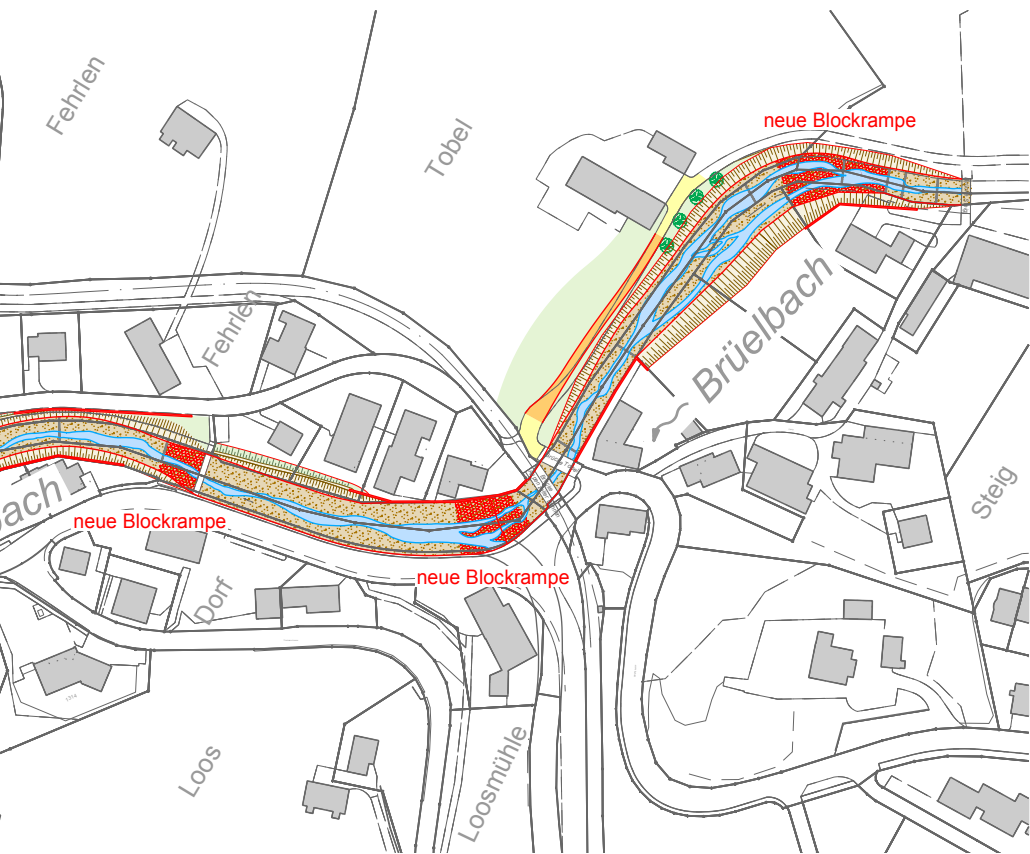 Fehrlen
Tobel
neue Blockrampe
Fehrlen
Brüelbach
bach
Steig
neue Blockrampe
neue Blockrampe
Dorf
Loos
Loosmühle